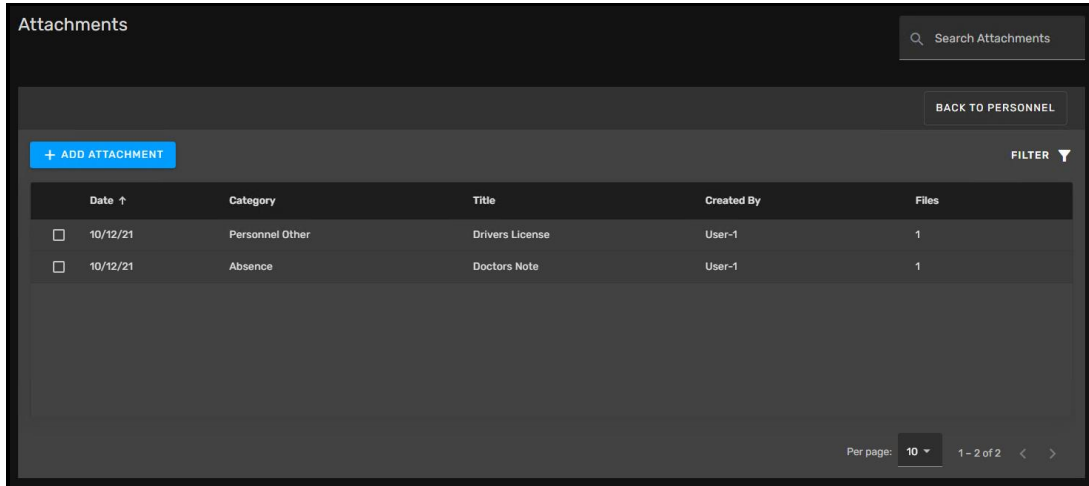 Attachments
Search Attachments
BACK TO PERSONNEL
+ ADD ATTACHMENT
FILTER
Date ↑ Category Title Created By Files
10/12/21 Personnel Other Drivers License User-1 1
10/12/21 Absence Doctors Note User-1 1
Per page: 10 1 – 2 of 2